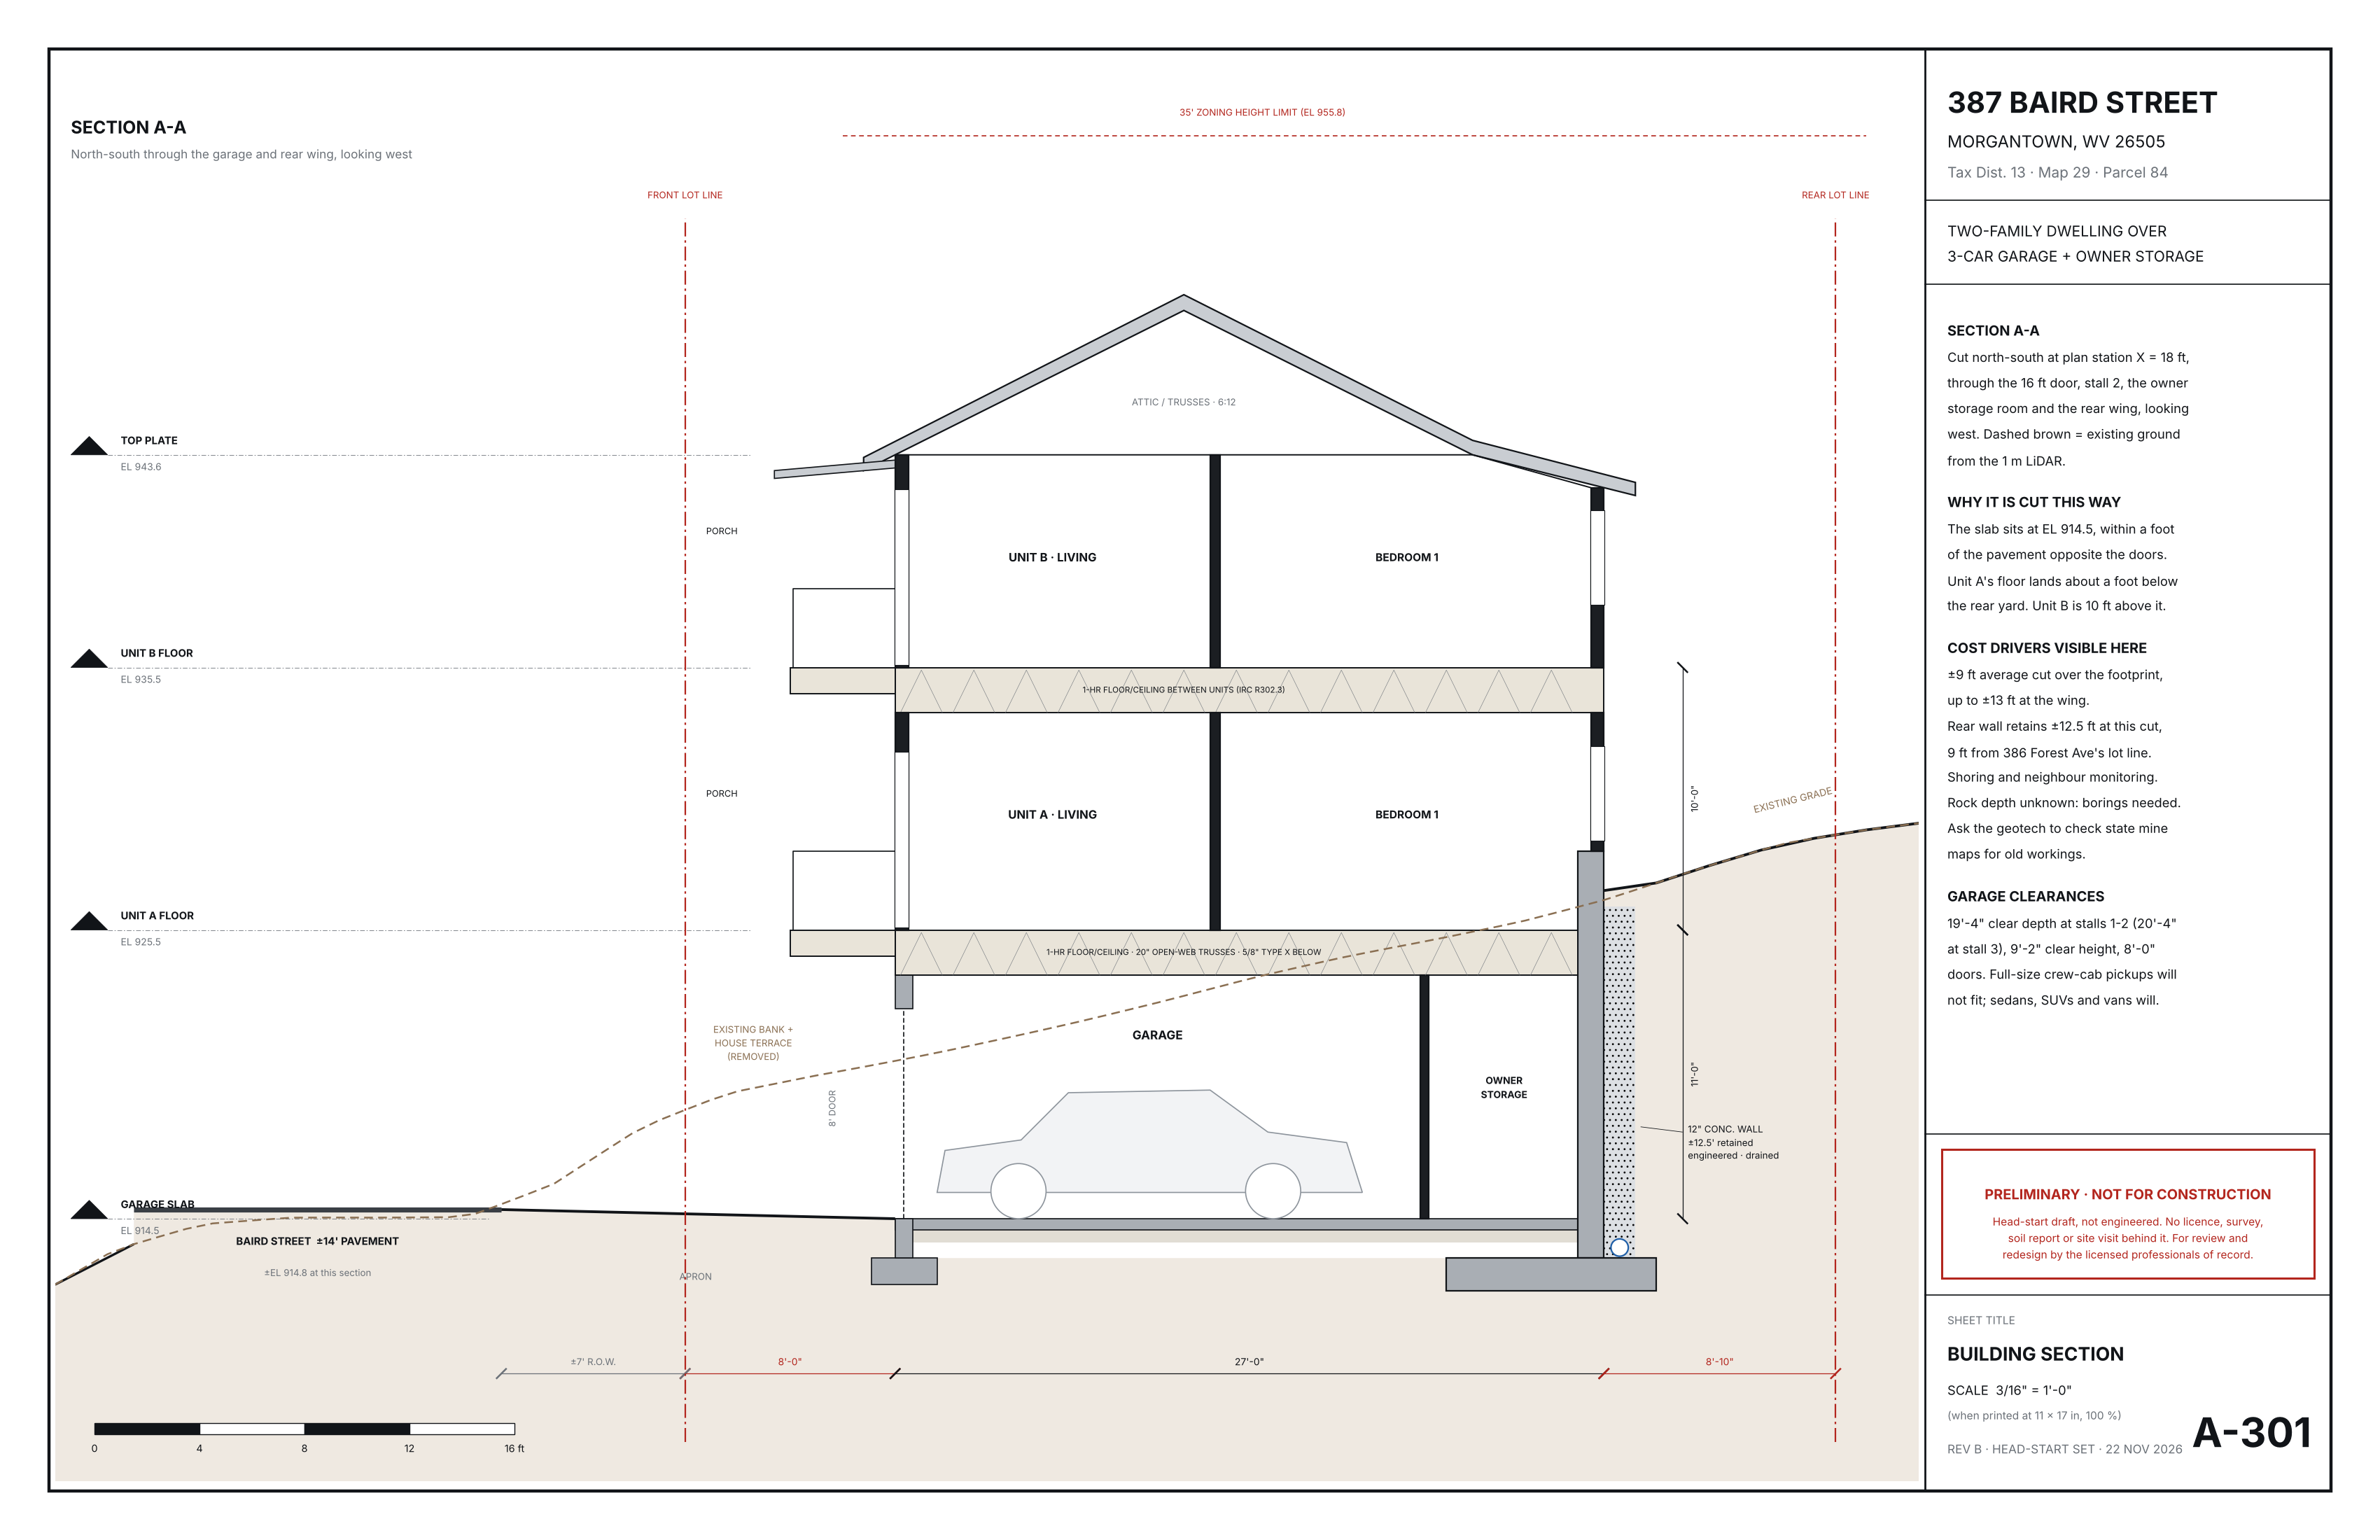 SECTION A-A
North-south through the garage and rear wing, looking west
35' ZONING HEIGHT LIMIT (EL 955.8)
FRONT LOT LINE
REAR LOT LINE
ATTIC / TRUSSES · 6:12
TOP PLATE
EL 943.6
PORCH
UNIT B · LIVING
BEDROOM 1
UNIT B FLOOR
EL 935.5
1-HR FLOOR/CEILING BETWEEN UNITS (IRC R302.3)
PORCH
UNIT A · LIVING
BEDROOM 1
10'-0"
EXISTING GRADE
UNIT A FLOOR
EL 925.5
1-HR FLOOR/CEILING · 20" OPEN-WEB TRUSSES · 5/8" TYPE X BELOW
EXISTING BANK +
HOUSE TERRACE
(REMOVED)
GARAGE
8' DOOR
OWNER
STORAGE
11'-0"
12" CONC. WALL
±12.5' retained
engineered · drained
GARAGE SLAB
EL 914.5
BAIRD STREET ±14' PAVEMENT
±EL 914.8 at this section
APRON
±7' R.O.W.
8'-0"
27'-0"
8'-10"
0
4
8
12
16 ft
387 BAIRD STREET
MORGANTOWN, WV 26505
Tax Dist. 13 · Map 29 · Parcel 84
TWO-FAMILY DWELLING OVER
3-CAR GARAGE + OWNER STORAGE
SECTION A-A
Cut north-south at plan station X = 18 ft,
through the 16 ft door, stall 2, the owner
storage room and the rear wing, looking
west. Dashed brown = existing ground
from the 1 m LiDAR.
WHY IT IS CUT THIS WAY
The slab sits at EL 914.5, within a foot
of the pavement opposite the doors.
Unit A's floor lands about a foot below
the rear yard. Unit B is 10 ft above it.
COST DRIVERS VISIBLE HERE
±9 ft average cut over the footprint,
up to ±13 ft at the wing.
Rear wall retains ±12.5 ft at this cut,
9 ft from 386 Forest Ave's lot line.
Shoring and neighbour monitoring.
Rock depth unknown: borings needed.
Ask the geotech to check state mine
maps for old workings.
GARAGE CLEARANCES
19'-4" clear depth at stalls 1-2 (20'-4"
at stall 3), 9'-2" clear height, 8'-0"
doors. Full-size crew-cab pickups will
not fit; sedans, SUVs and vans will.
PRELIMINARY · NOT FOR CONSTRUCTION
Head-start draft, not engineered. No licence, survey,
soil report or site visit behind it. For review and
redesign by the licensed professionals of record.
SHEET TITLE
BUILDING SECTION
SCALE 3/16" = 1'-0"
(when printed at 11 × 17 in, 100 %)
REV B · HEAD-START SET · 22 NOV 2026
A-301